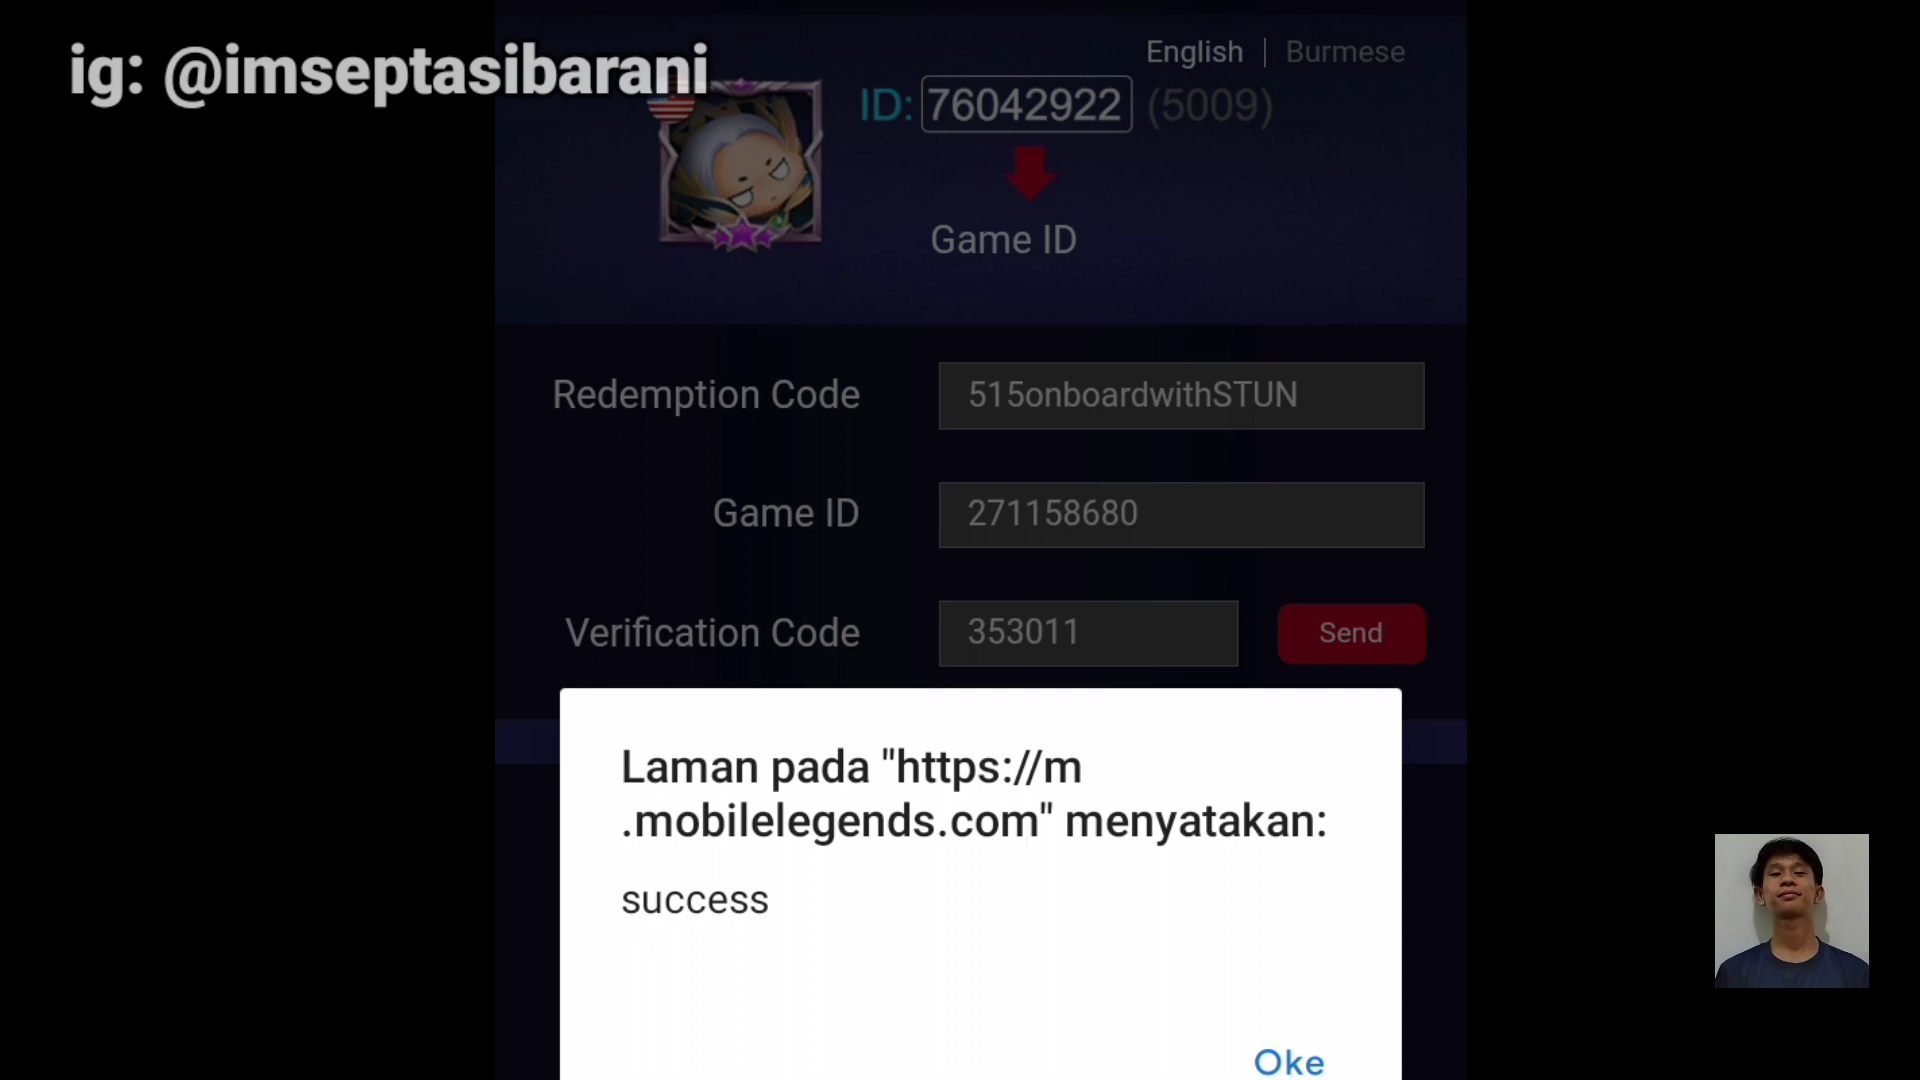 ig: @imseptasibarani
English | Burmese
ID: 76042922 (5009)
Game ID
Redemption Code 515onboardwithSTUN
Game ID 271158680
Verification Code 353011 Send
Laman pada "https://m
.mobilelegends.com" menyatakan:
success
Oke